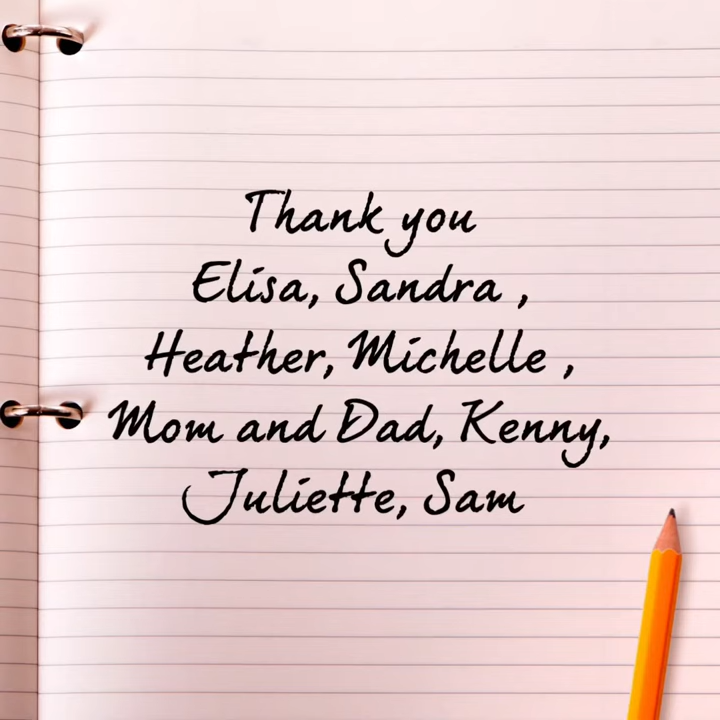 Thank you
Elisa, Sandra ,
Heather, Michelle ,
Mom and Dad, Kenny,
Juliette, Sam